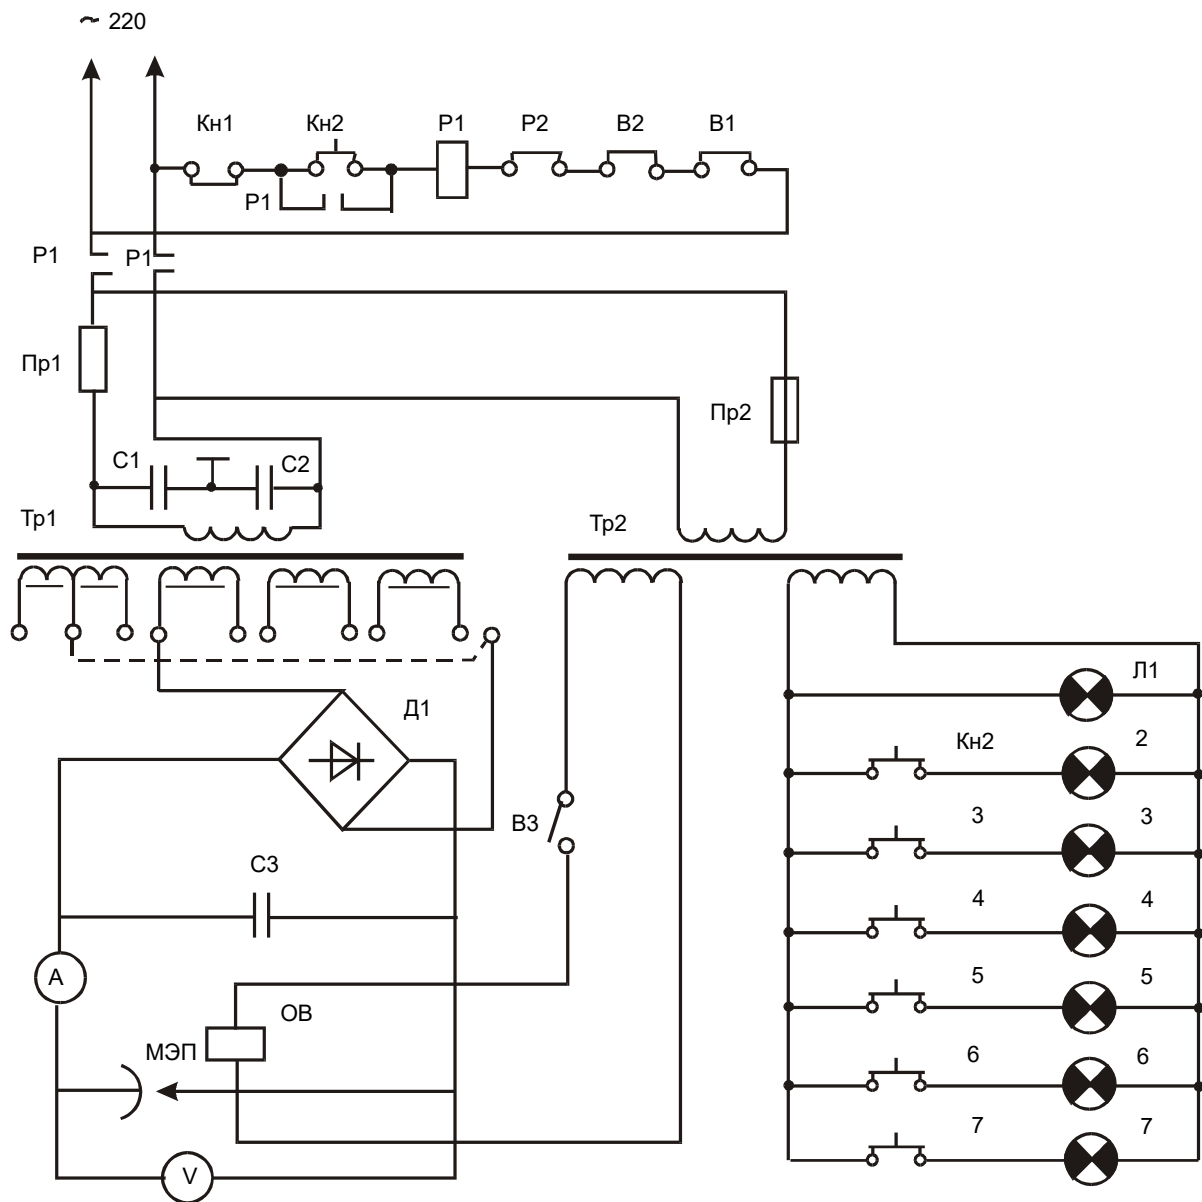 ~ 220
Кн1 Кн2 Р1 Р2 В2 В1
Р1
Р1 Р1
Пр1
Пр2
С1 С2
Тр1 Тр2
Л1
Д1
Кн2 2
В3
3 3
С3
4 4
А
5 5
ОВ
МЭП
6 6
7 7
V